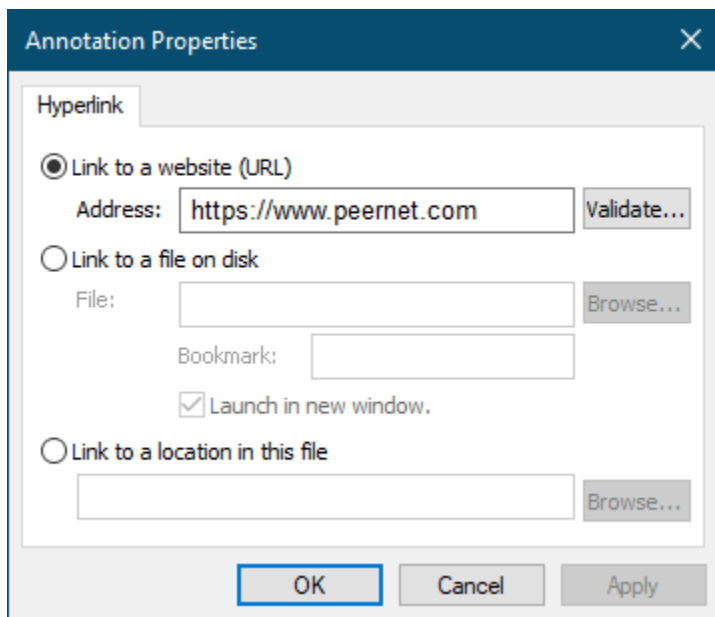 Annotation Properties
Hyperlink
Link to a website (URL)
Address: https://www.peernet.com Validate...
Link to a file on disk
File: Browse...
Bookmark:
Launch in new window.
Link to a location in this file
Browse...
OK Cancel Apply